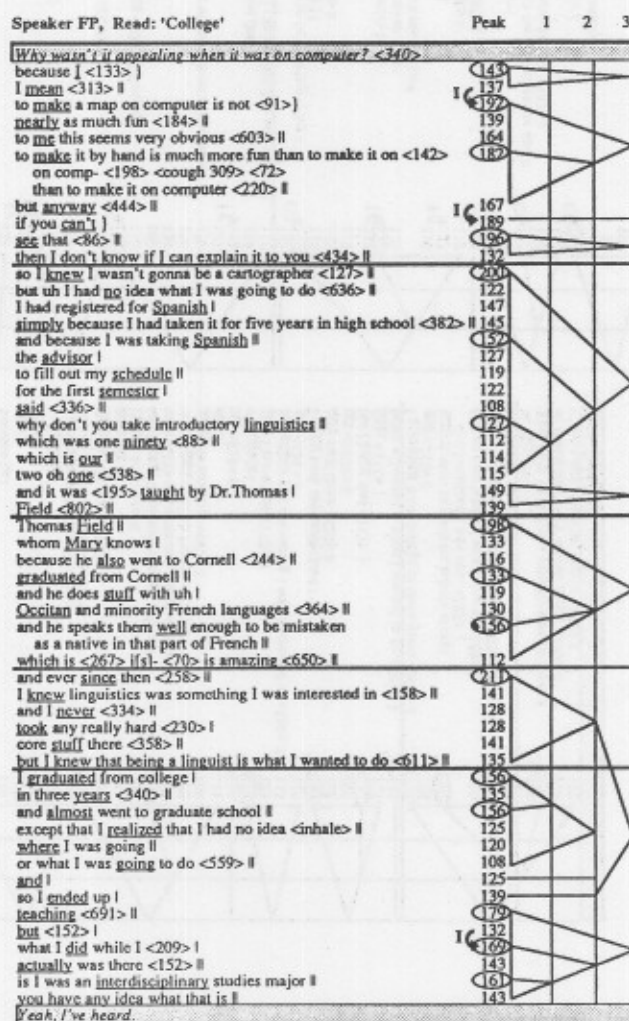 Speaker FP, Read: 'College' Peak 1 2 3
Why wasn't it appealing when it was on computer? <340>
because I <133> } 143
I mean <313> || 137
to make a map on computer is not <91>} I 192
nearly as much fun <184> || 139
to me this seems very obvious <603> || 164
to make it by hand is much more fun than to make it on <142> 187
on comp- <198> <cough 309> <72>
than to make it on computer <220> ||
but anyway <444> || 167
if you can't } I 189
see that <86> || 196
then I don't know if I can explain it to you <434> || 132
so I knew I wasn't gonna be a cartographer <127> || 200
but uh I had no idea what I was going to do <636> || 122
I had registered for Spanish | 147
simply because I had taken it for five years in high school <382> || 145
and because I was taking Spanish || 152
the advisor | 127
to fill out my schedule || 119
for the first semester | 122
said <336> || 108
why don't you take introductory linguistics || 127
which was one ninety <88> || 112
which is our || 114
two oh one <538> || 115
and it was <195> taught by Dr.Thomas | 149
Field <802> || 139
Thomas Field || 198
whom Mary knows | 133
because he also went to Cornell <244> || 116
graduated from Cornell || 133
and he does stuff with uh | 119
Occitan and minority French languages <364> || 130
and he speaks them well enough to be mistaken 156
as a native in that part of French ||
which is <267> i[s]- <70> is amazing <650> || 112
and ever since then <258> || 211
I knew linguistics was something I was interested in <158> || 141
and I never <334> || 128
took any really hard <230> | 128
core stuff there <358> || 141
but I knew that being a linguist is what I wanted to do <611> || 135
I graduated from college | 156
in three years <340> || 135
and almost went to graduate school || 156
except that I realized that I had no idea <inhale> || 125
where I was going || 120
or what I was going to do <559> || 108
and | 125
so I ended up | 139
teaching <691> || 179
but <152> | 132
what I did while I <209> | I 169
actually was there <152> || 143
is I was an interdisciplinary studies major || 161
you have any idea what that is || 143
Yeah, I've heard.